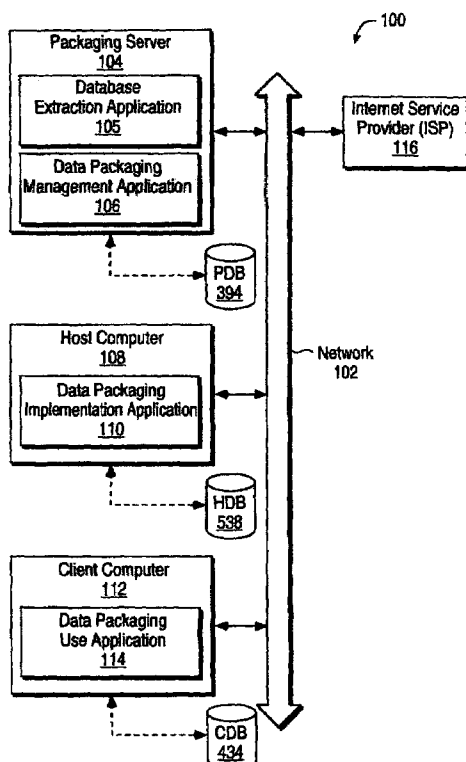 100
Packaging Server
104
Database
Extraction Application
105
Data Packaging
Management Application
106
Internet Service
Provider (ISP)
116
PDB
394
Network
102
Host Computer
108
Data Packaging
Implementation Application
110
HDB
538
Client Computer
112
Data Packaging
Use Application
114
CDB
434